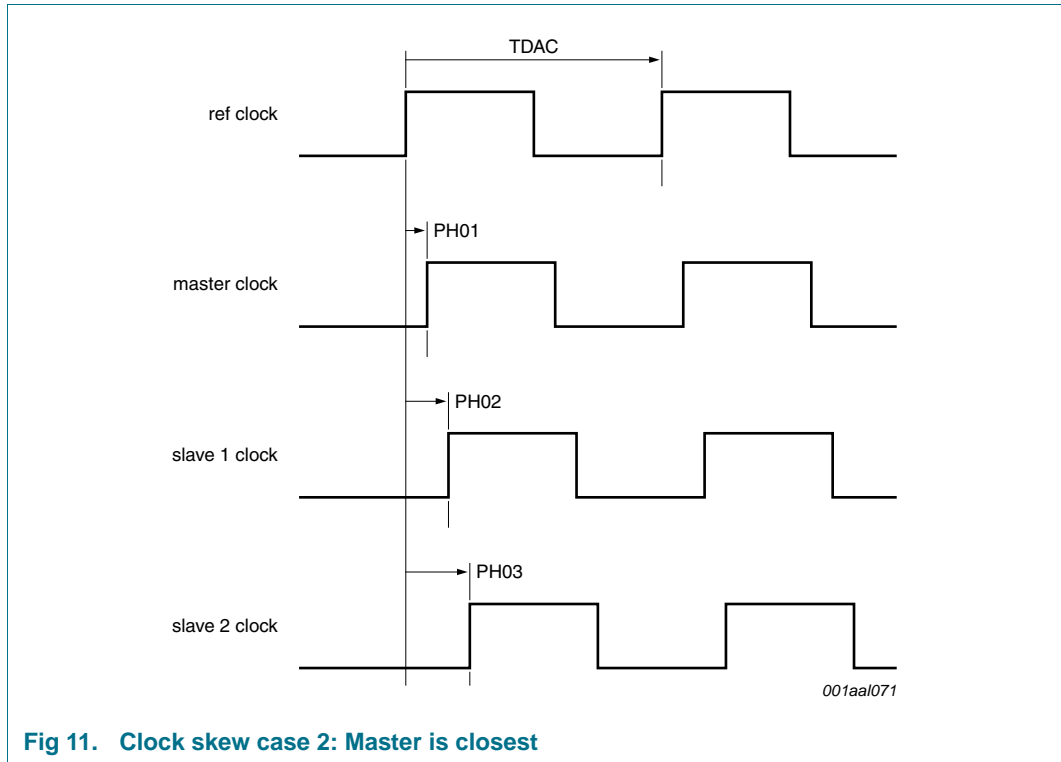 TDAC
ref clock
PH01
master clock
PH02
slave 1 clock
PH03
slave 2 clock
001aal071
Fig 11. Clock skew case 2: Master is closest